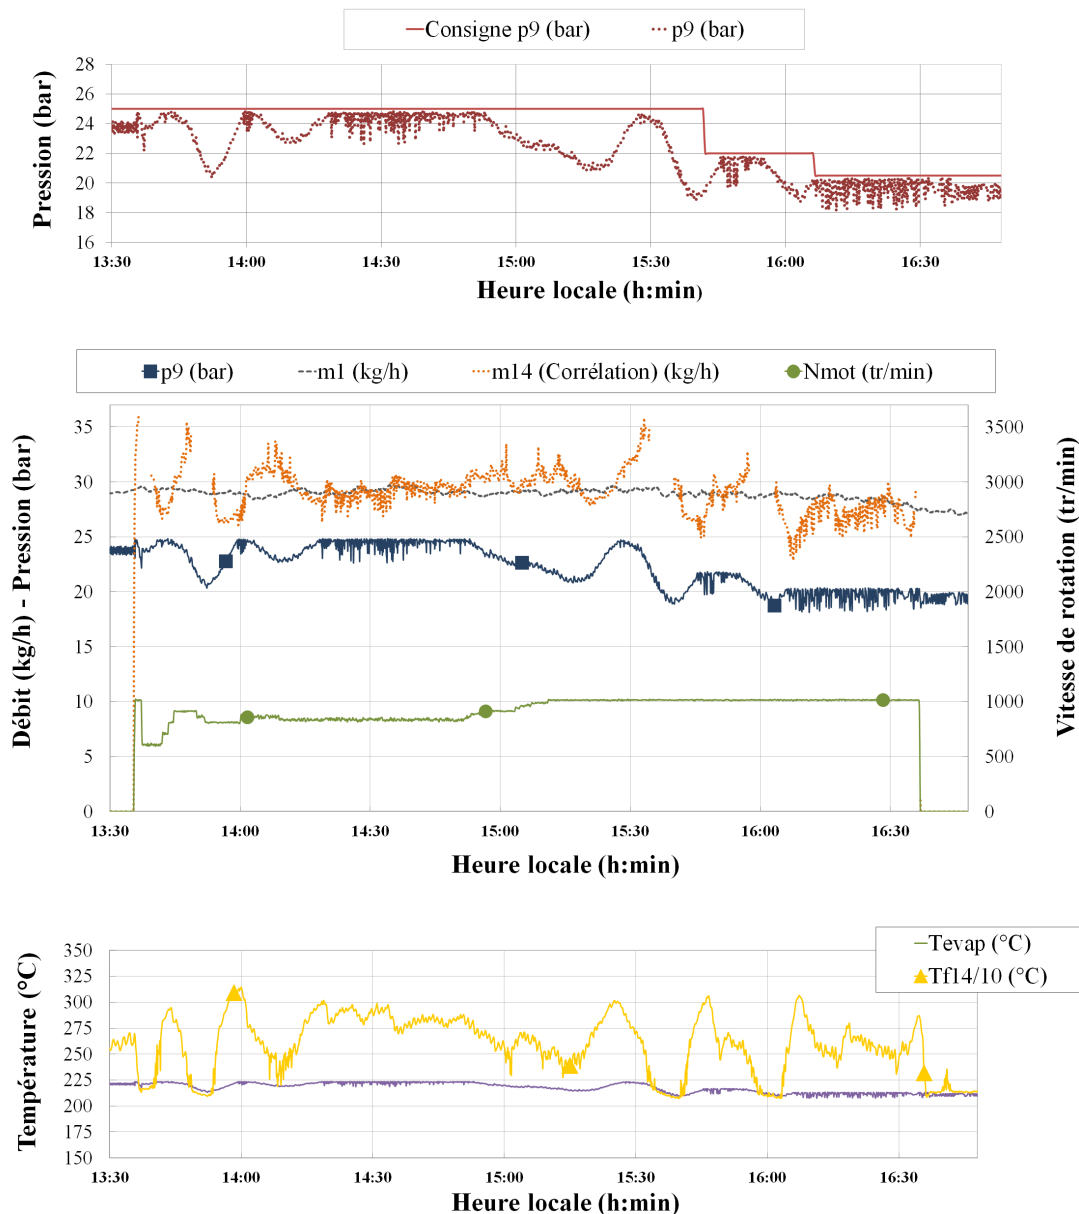 Consigne p9 (bar) p9 (bar)
Pression (bar)
28
26
24
22
20
18
16
13:30 14:00 14:30 15:00 15:30 16:00 16:30
Heure locale (h:min)
p9 (bar) m1 (kg/h) m14 (Corrélation) (kg/h) Nmot (tr/min)
Débit (kg/h) - Pression (bar)
35 3500
30 3000
25 2500
20 2000
15 1500
10 1000
5 500
0 0
Vitesse de rotation (tr/min)
13:30 14:00 14:30 15:00 15:30 16:00 16:30
Heure locale (h:min)
Tevap (°C)
Tf14/10 (°C)
Température (°C)
350
325
300
275
250
225
200
175
150
13:30 14:00 14:30 15:00 15:30 16:00 16:30
Heure locale (h:min)